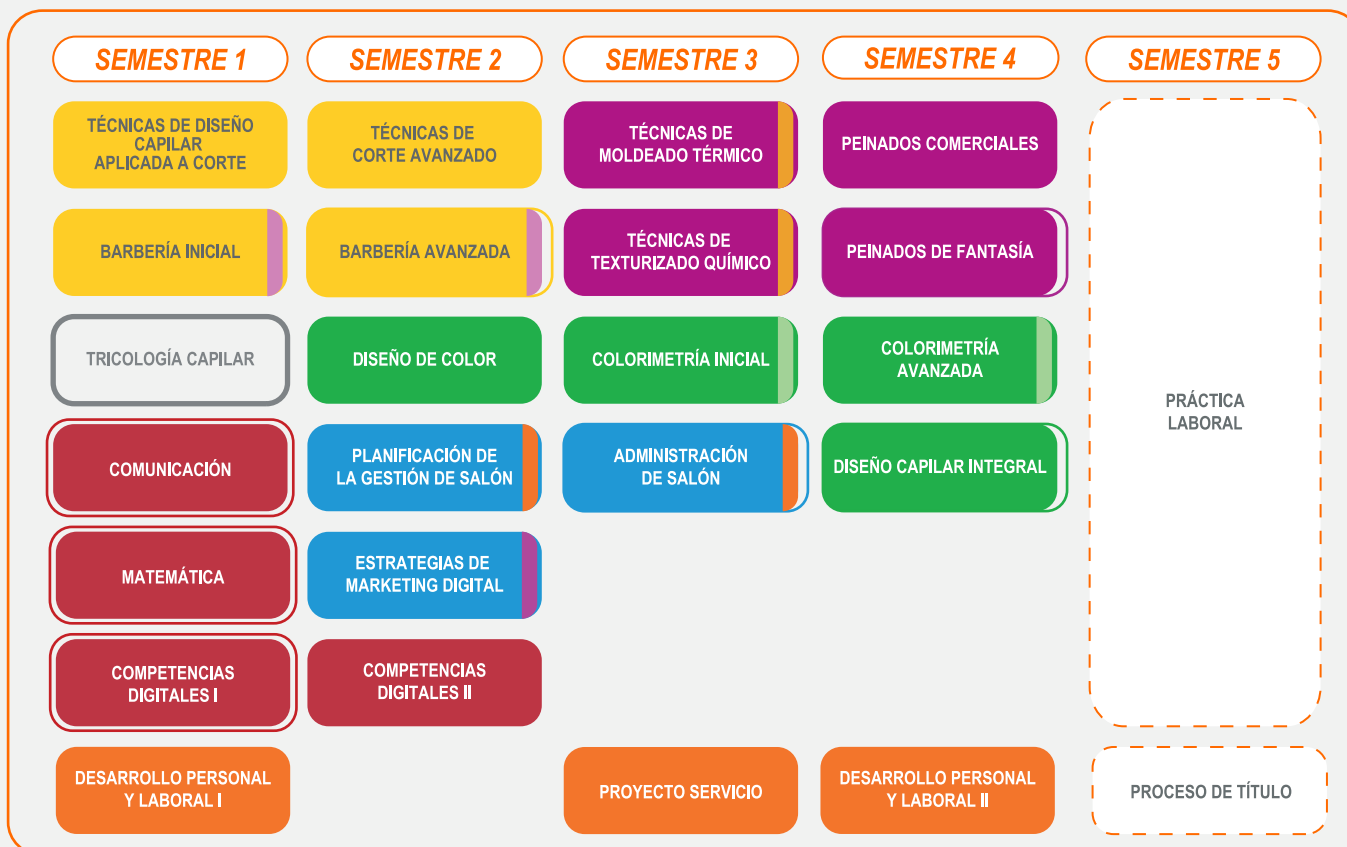 SEMESTRE 1
SEMESTRE 2
SEMESTRE 3
SEMESTRE 4
SEMESTRE 5
TÉCNICAS DE DISEÑO
CAPILAR
APLICADA A CORTE
TÉCNICAS DE
CORTE AVANZADO
TÉCNICAS DE
MOLDEADO TÉRMICO
PEINADOS COMERCIALES
BARBERÍA INICIAL
BARBERÍA AVANZADA
TÉCNICAS DE
TEXTURIZADO QUÍMICO
PEINADOS DE FANTASÍA
TRICOLOGÍA CAPILAR
DISEÑO DE COLOR
COLORIMETRÍA INICIAL
COLORIMETRÍA
AVANZADA
PRÁCTICA
LABORAL
COMUNICACIÓN
PLANIFICACIÓN DE
LA GESTIÓN DE SALÓN
ADMINISTRACIÓN
DE SALÓN
DISEÑO CAPILAR INTEGRAL
MATEMÁTICA
ESTRATEGIAS DE
MARKETING DIGITAL
COMPETENCIAS
DIGITALES I
COMPETENCIAS
DIGITALES II
DESARROLLO PERSONAL
Y LABORAL I
PROYECTO SERVICIO
DESARROLLO PERSONAL
Y LABORAL II
PROCESO DE TÍTULO